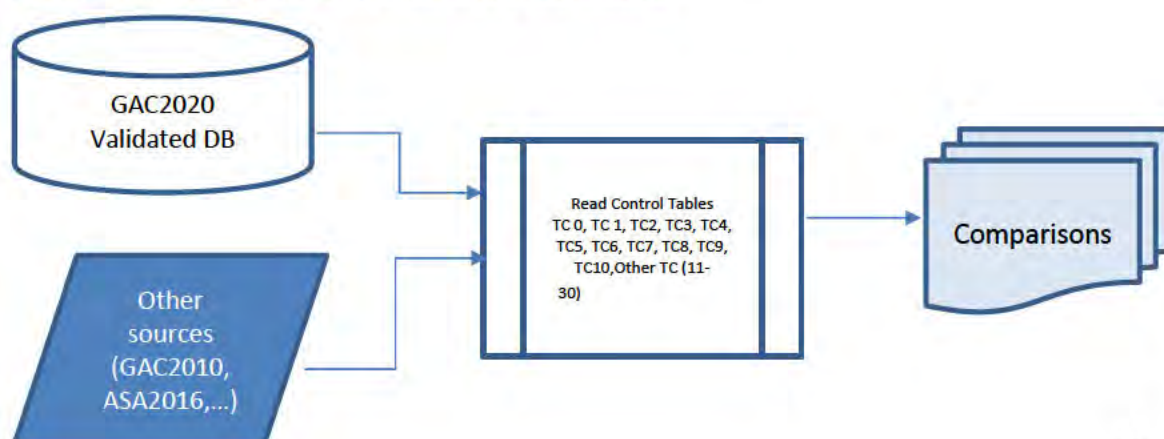 GAC2020
Validated DB
Other
sources
(GAC2010,
ASA2016,...)
Read Control Tables
TC 0, TC 1, TC2, TC3, TC4,
TC5, TC6, TC7, TC8, TC9,
TC10,Other TC (11-
30)
Comparisons